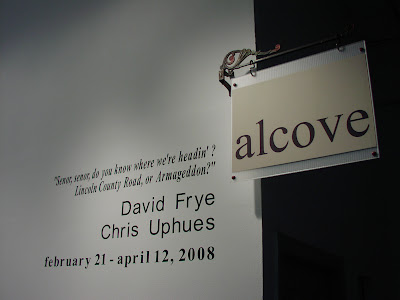 alcove
"Senor, senor, do you know where we're headin' ?
Lincoln County Road, or Armageddon?"
David Frye
Chris Uphues
february 21 - april 12, 2008